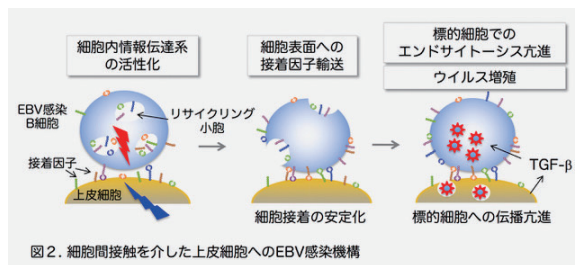 細胞内情報伝達系
の活性化
細胞表面への
接着因子輸送
標的細胞での
エンドサイトーシス亢進
ウイルス増殖
EBV感染
B細胞
リサイクリング
小胞
接着因子
上皮細胞
細胞接着の安定化
TGF-β
標的細胞への伝播亢進
図2. 細胞間接触を介した上皮細胞へのEBV感染機構